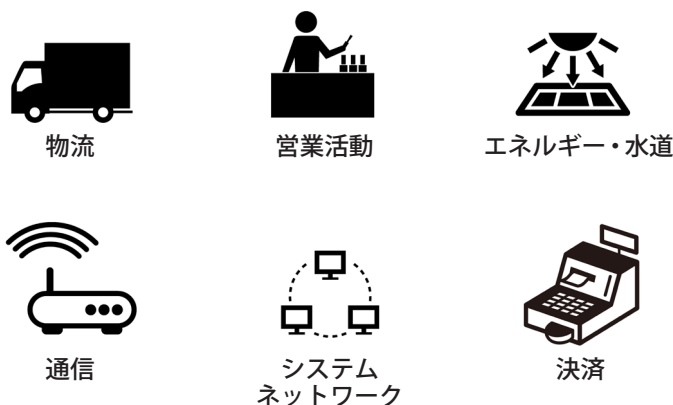 物流
営業活動
エネルギー・水道
通信
システム
ネットワーク
決済